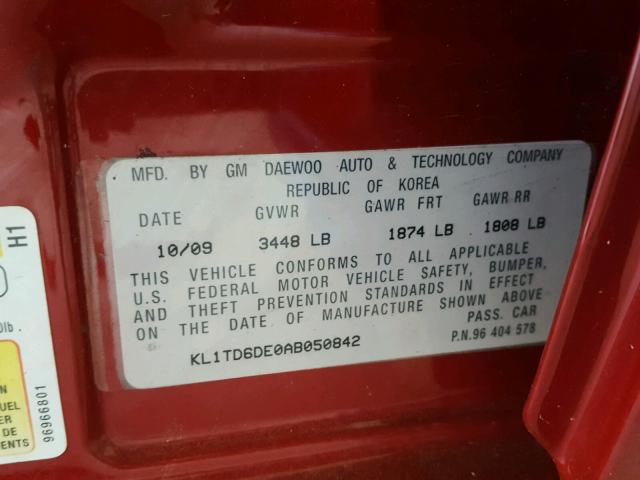 MFD. BY GM DAEWOO AUTO & TECHNOLOGY COMPANY
REPUBLIC OF KOREA
DATE GVWR GAWR FRT GAWR RR
10/09 3448 LB 1874 LB 1808 LB
THIS VEHICLE CONFORMS TO ALL APPLICABLE
U.S. FEDERAL MOTOR VEHICLE SAFETY, BUMPER,
AND THEFT PREVENTION STANDARDS IN EFFECT
ON THE DATE OF MANUFACTURE SHOWN ABOVE
PASS. CAR
KL1TD6DE0AB050842
P.N.96 404 578
H1
lb.
96966801
DE